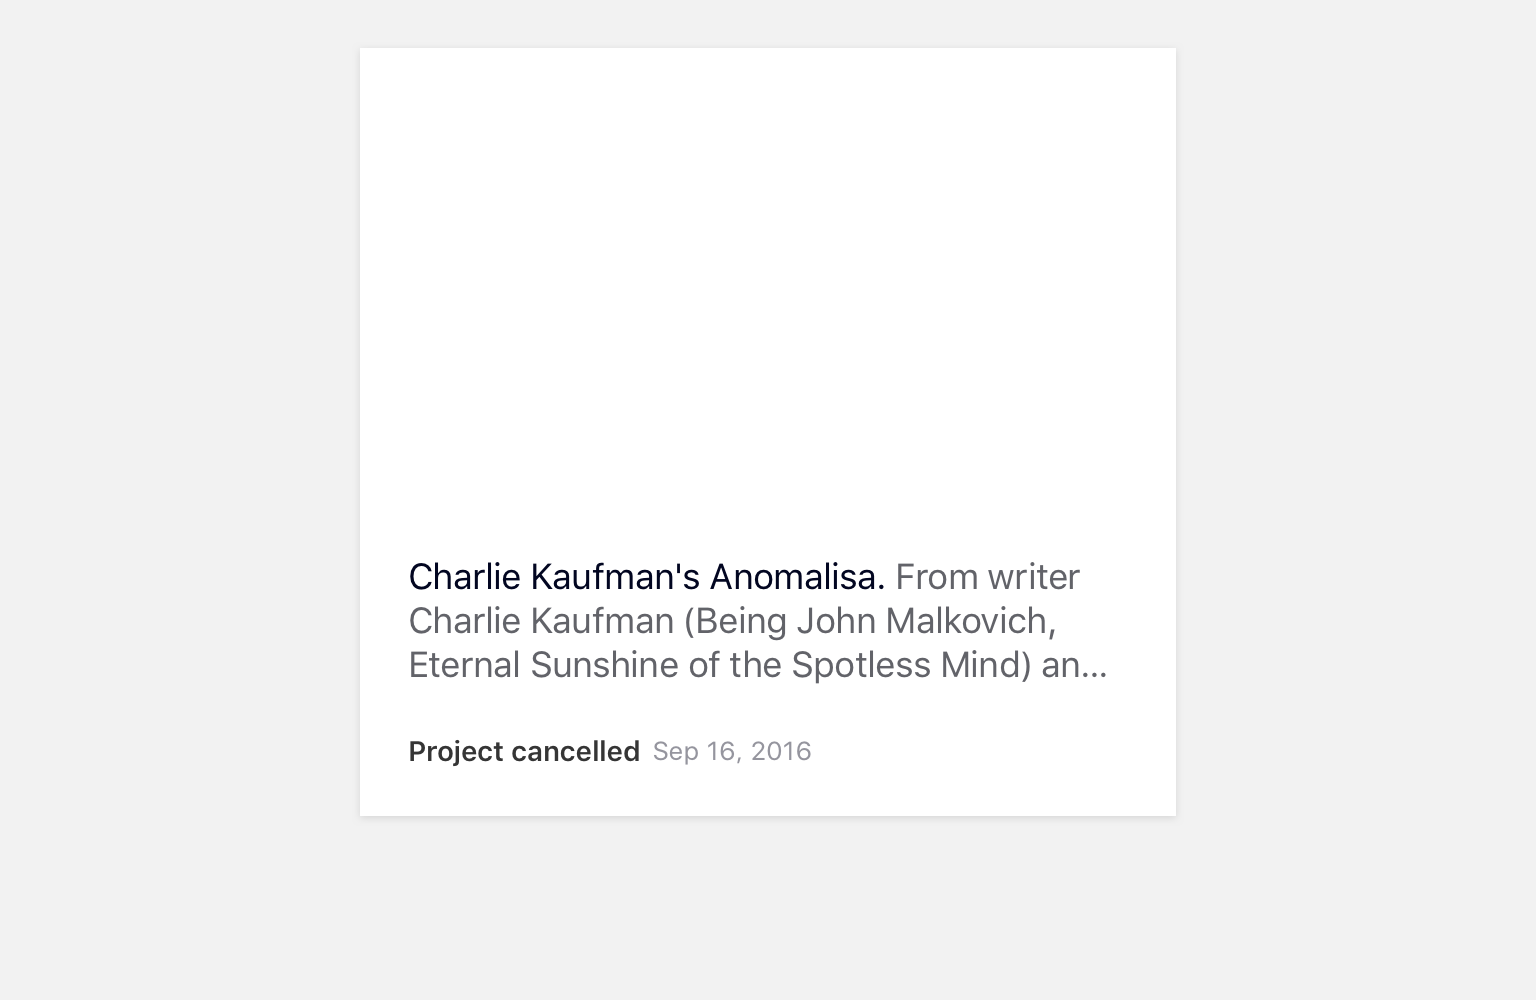 Charlie Kaufman's Anomalisa. From writer
Charlie Kaufman (Being John Malkovich,
Eternal Sunshine of the Spotless Mind) an...
Project cancelled Sep 16, 2016